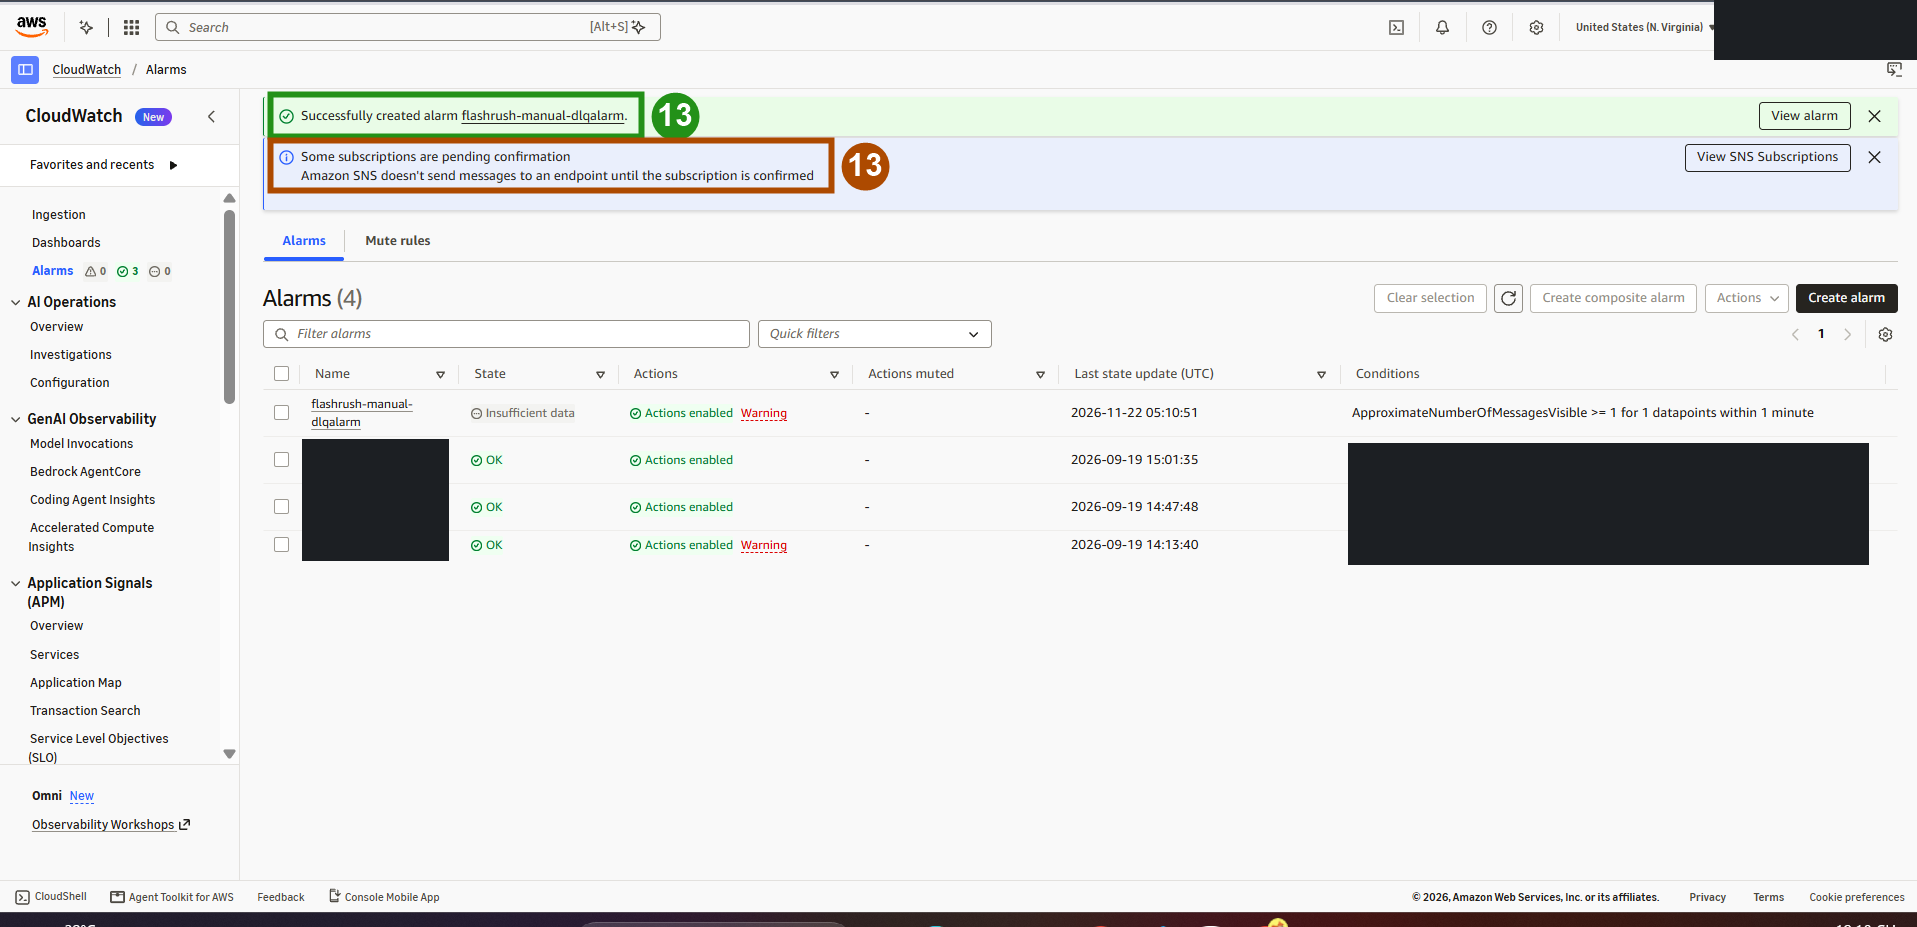 aws
Search
[Alt+S]
United States (N. Virginia)
CloudWatch / Alarms
CloudWatch New
Favorites and recents
Ingestion
Dashboards
Alarms 0 3 0
AI Operations
Overview
Investigations
Configuration
GenAI Observability
Model Invocations
Bedrock AgentCore
Coding Agent Insights
Accelerated Compute
Insights
Application Signals
(APM)
Overview
Services
Application Map
Transaction Search
Service Level Objectives
(SLO)
Omni New
Observability Workshops
Successfully created alarm flashrush-manual-dlqalarm.
13
View alarm
Some subscriptions are pending confirmation
Amazon SNS doesn't send messages to an endpoint until the subscription is confirmed
13
View SNS Subscriptions
Alarms
Mute rules
Alarms (4)
Clear selection
Create composite alarm
Actions
Create alarm
Filter alarms
Quick filters
1
Name State Actions Actions muted Last state update (UTC) Conditions
flashrush-manual-
dlqalarm
Insufficient data Actions enabled Warning - 2026-11-22 05:10:51 ApproximateNumberOfMessagesVisible >= 1 for 1 datapoints within 1 minute
OK Actions enabled - 2026-09-19 15:01:35
OK Actions enabled - 2026-09-19 14:47:48
OK Actions enabled Warning - 2026-09-19 14:13:40
CloudShell Agent Toolkit for AWS Feedback Console Mobile App
© 2026, Amazon Web Services, Inc. or its affiliates. Privacy Terms Cookie preferences